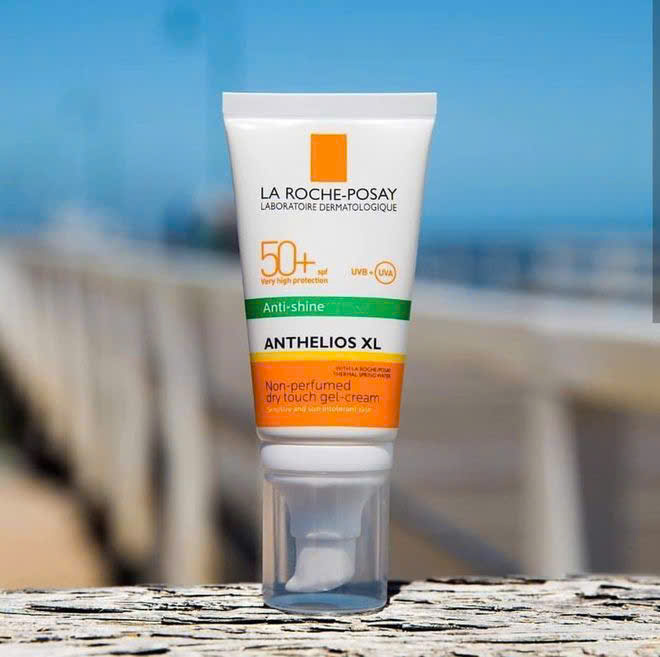 LA ROCHE-POSAY
LABORATOIRE DERMATOLOGIQUE
50+ spf
Very high protection
UVB + UVA
Anti-shine
ANTHELIOS XL
WITH LA ROCHE-POSAY
THERMAL SPRING WATER
Non-perfumed
dry touch gel-cream
Sensitive and sun intolerant skin